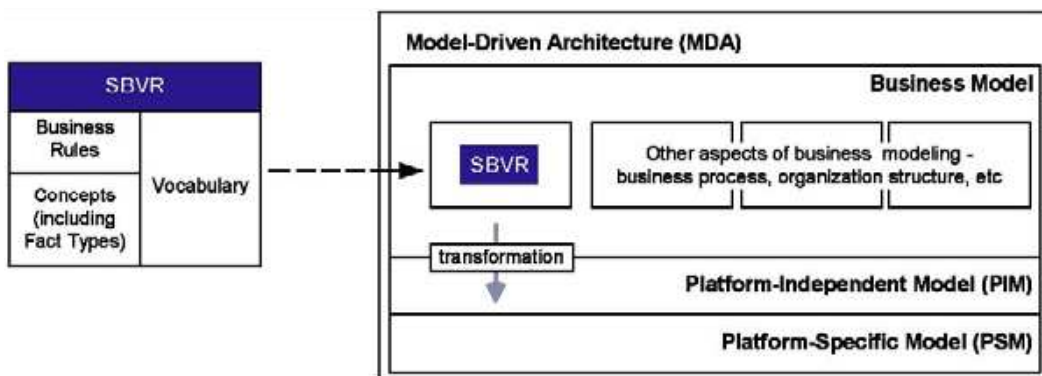 SBVR
Business
Rules
Concepts
(including
Fact Types)
Vocabulary
Model-Driven Architecture (MDA)
Business Model
SBVR
Other aspects of business modeling -
business process, organization structure, etc
transformation
Platform-Independent Model (PIM)
Platform-Specific Model (PSM)